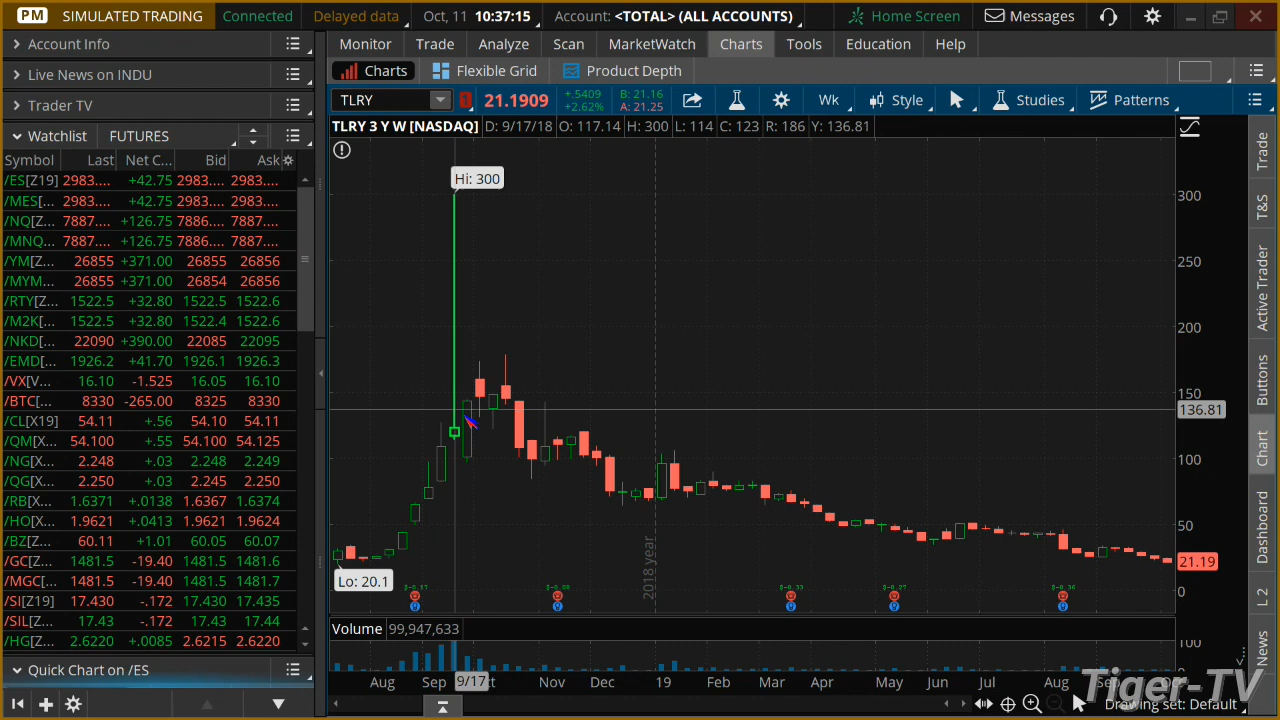 PM SIMULATED TRADING Connected Delayed data Oct, 11 10:37:15 Account: <TOTAL> (ALL ACCOUNTS) Home Screen Messages
Account Info
Live News on INDU
Trader TV
Watchlist FUTURES
Symbol Last Net C... Bid Ask
/ES[Z19] 2983.... +42.75 2983.... 2983....
/MES[... 2983.... +42.75 2983.... 2983....
/NQ[Z... 7887.... +126.75 7886.... 7887....
/MNQ... 7887.... +126.75 7886.... 7887....
/YM[Z... 26855 +371.00 26855 26856
/MYM... 26855 +371.00 26854 26856
/RTY[Z... 1522.5 +32.80 1522.5 1522.6
/M2K[... 1522.5 +32.80 1522.4 1522.6
/NKD[... 22090 +390.00 22085 22095
/EMD[... 1926.2 +41.70 1926.1 1926.3
/VX[V... 16.10 -1.525 16.05 16.10
/BTC[... 8330 -265.00 8325 8330
/CL[X19] 54.11 +.56 54.10 54.11
/QM[... 54.100 +.55 54.100 54.125
/NG[X... 2.248 +.03 2.248 2.249
/QG[X... 2.250 +.03 2.245 2.250
/RB[X... 1.6371 +.0138 1.6367 1.6374
/HO[X... 1.9621 +.0413 1.9621 1.9624
/BZ[Z... 60.11 +1.01 60.05 60.07
/GC[Z... 1481.5 -19.40 1481.5 1481.6
/MGC[... 1481.5 -19.40 1481.5 1481.7
/SI[Z19] 17.430 -.172 17.430 17.435
/SIL[Z... 17.43 -.172 17.43 17.44
/HG[Z... 2.6220 +.0085 2.6215 2.6220
Quick Chart on /ES
Monitor Trade Analyze Scan MarketWatch Charts Tools Education Help
Charts Flexible Grid Product Depth
TLRY 1 21.1909 +.5409 +2.62% B: 21.16 A: 21.25 Wk Style Studies Patterns
TLRY 3 Y W [NASDAQ] D: 9/17/18 O: 117.14 H: 300 L: 114 C: 123 R: 186 Y: 136.81
Hi: 300
300
250
200
150
136.81
100
50
21.19
0
Lo: 20.1
2018 year
Volume 99,947,633
100
0
Aug Sep 9/17 Oct Nov Dec 19 Feb Mar Apr May Jun Jul Aug Sep
Drawing set: Default
Trade
T&S
Active Trader
Buttons
Chart
Dashboard
L 2
News
Tiger-TV